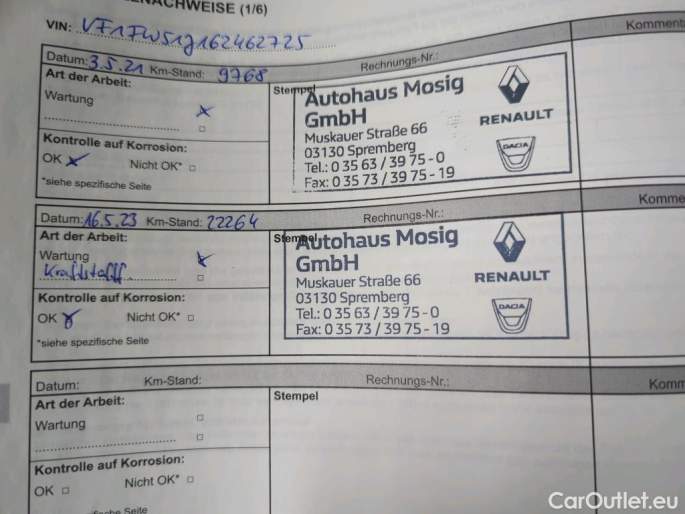 ENACHWEISE (1/6)
VIN: VF17W51J162462725
Datum: 3.5.21 Km-Stand: 9768 Rechnungs-Nr.: Kommenta
Art der Arbeit: Stempel
Wartung x
Kontrolle auf Korrosion:
OK x Nicht OK*
*siehe spezifische Seite
Autohaus Mosig
GmbH
Muskauer Straße 66
03130 Spremberg
Tel.: 0 35 63 / 39 75 - 0
Fax: 0 35 73 / 39 75 - 19
RENAULT
DACIA
Datum: 16.5.23 Km-Stand: 22264 Rechnungs-Nr.: Komme
Art der Arbeit: Stempel
Wartung x
Kraftstoff
Kontrolle auf Korrosion:
OK x Nicht OK*
*siehe spezifische Seite
Autohaus Mosig
GmbH
Muskauer Straße 66
03130 Spremberg
Tel.: 0 35 63 / 39 75 - 0
Fax: 0 35 73 / 39 75 - 19
RENAULT
DACIA
Datum: Km-Stand: Rechnungs-Nr.: Komm
Art der Arbeit: Stempel
Wartung
Kontrolle auf Korrosion:
OK Nicht OK*
spezifische Seite
CarOutlet.eu